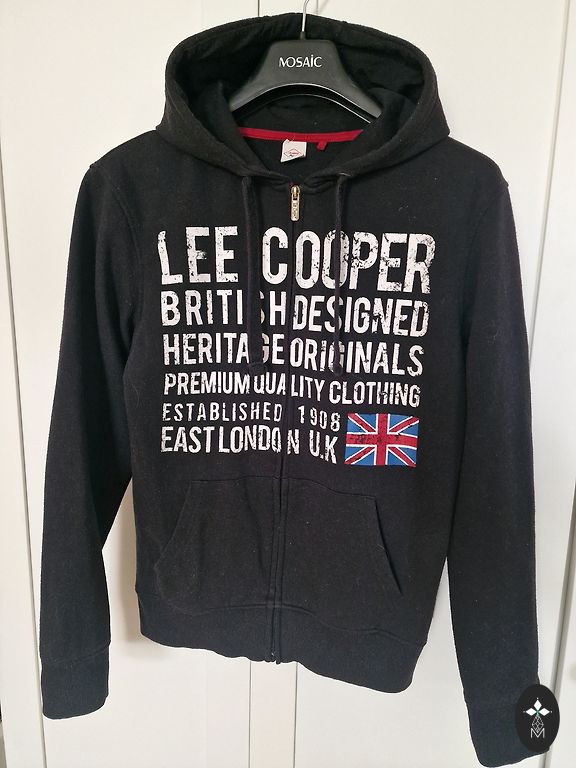 MOSAIC
LEE COOPER
BRITISH DESIGNED
HERITAGE ORIGINALS
PREMIUM QUALITY CLOTHING
ESTABLISHED 1908
EAST LONDON U.K
M